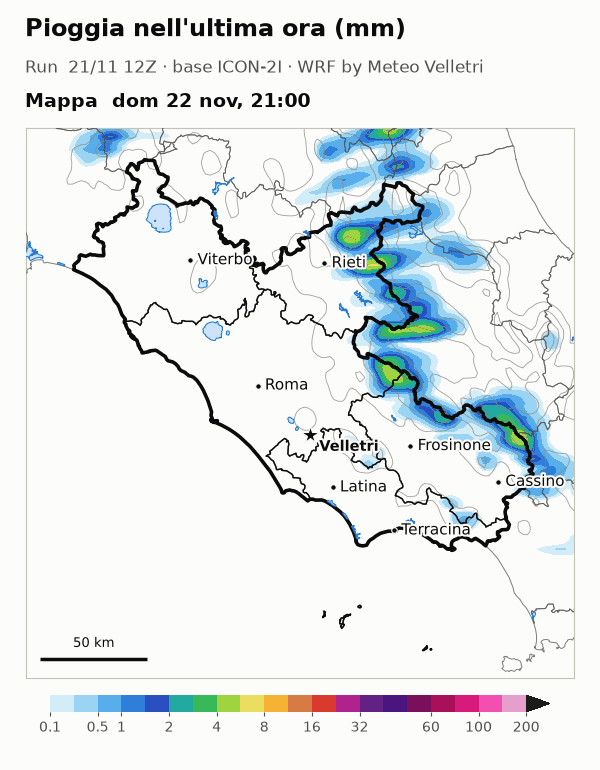 Pioggia nell'ultima ora (mm)
Run  21/11 12Z · base ICON-2I · WRF by Meteo Velletri
Mappa  dom 22 nov, 21:00
Viterbo
Rieti
Roma
Velletri
Frosinone
Latina
Cassino
Terracina
50 km
0.1 0.5 1 2 4 8 16 32 60 100 200